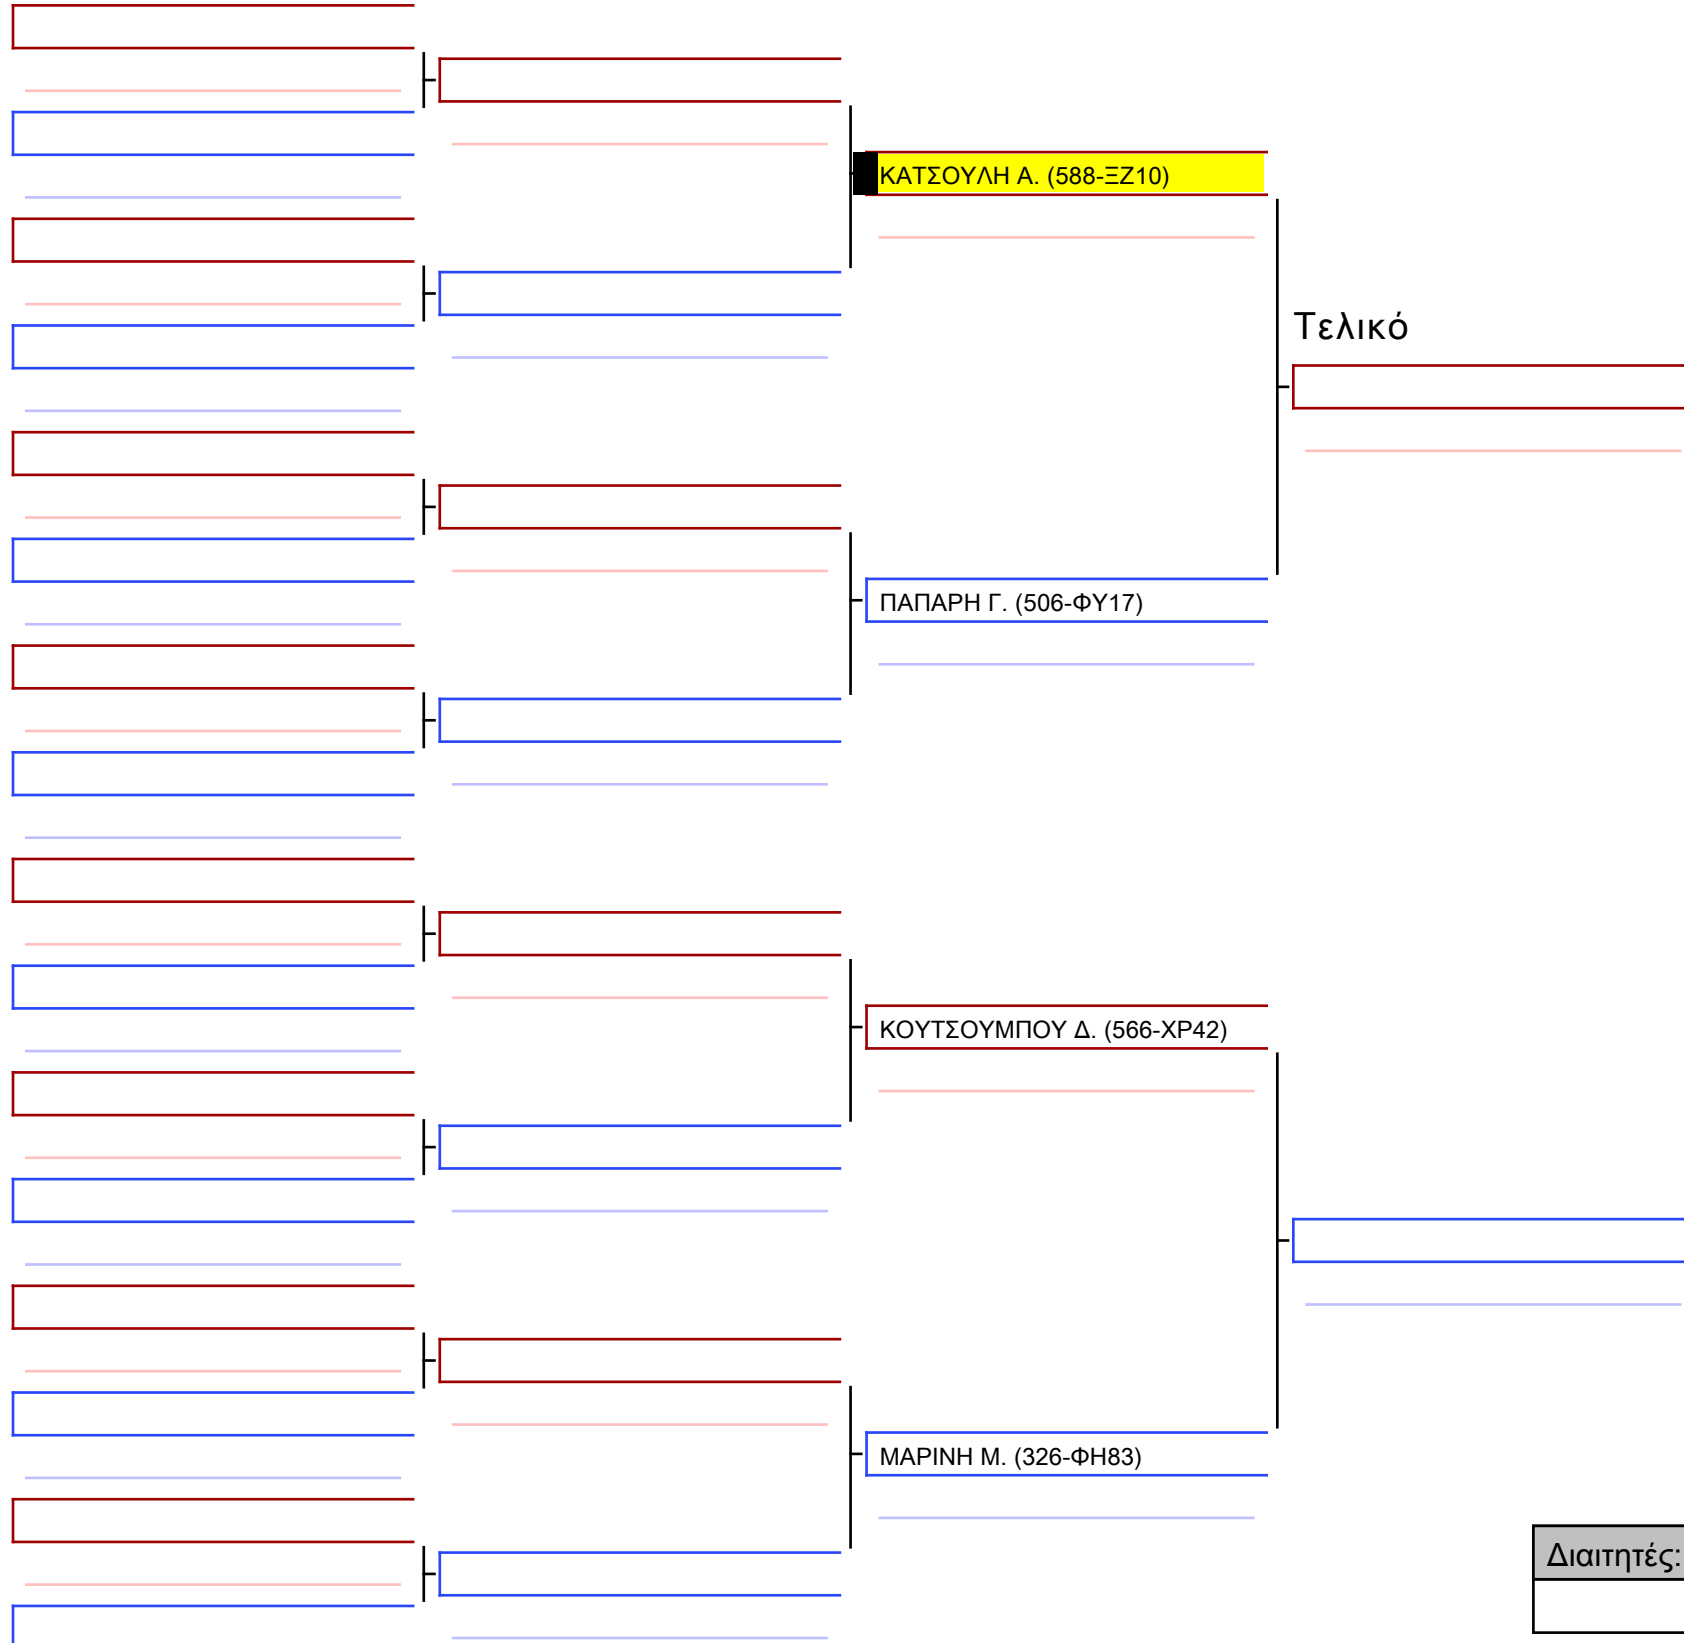 ΚΑΤΣΟΥΛΗ Α. (588-ΞΖ10)
Τελικό
ΠΑΠΑΡΗ Γ. (506-ΦΥ17)
ΚΟΥΤΣΟΥΜΠΟΥ Δ. (566-ΧΡ42)
ΜΑΡΙΝΗ Μ. (326-ΦΗ83)
Διαιτητές: